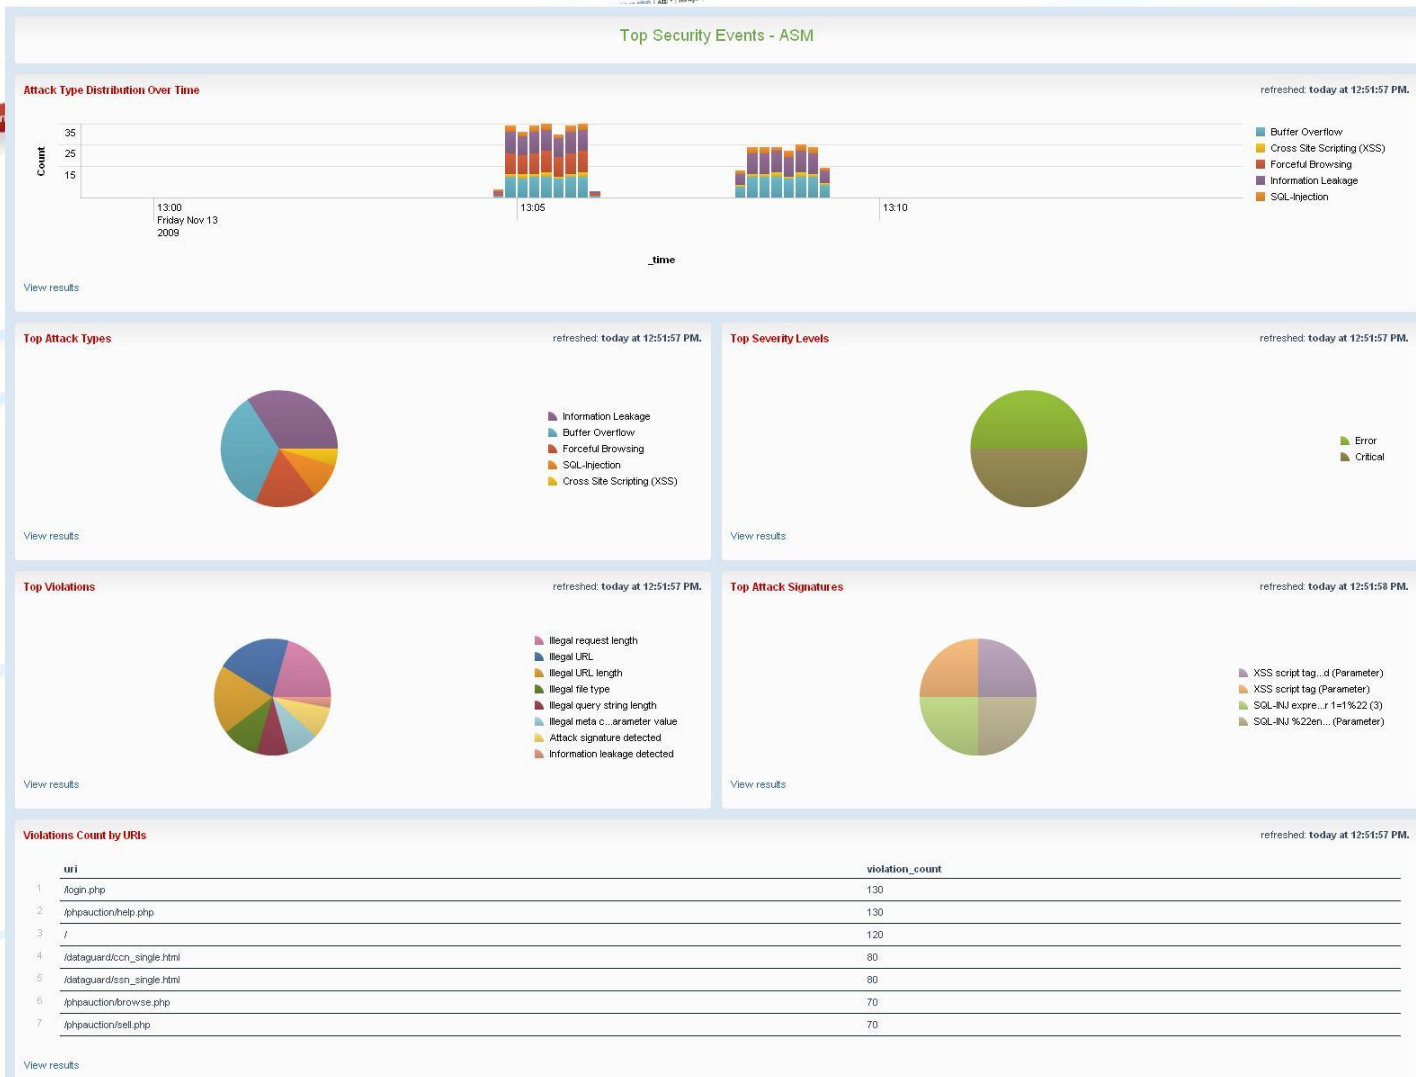 Top Security Events - ASM
Attack Type Distribution Over Time
refreshed: today at 12:51:57 PM.
Count
35
25
15
13:00
Friday Nov 13
2009
13:05
13:10
_time
Buffer Overflow
Cross Site Scripting (XSS)
Forceful Browsing
Information Leakage
SQL-Injection
View results
Top Attack Types
refreshed: today at 12:51:57 PM.
Information Leakage
Buffer Overflow
Forceful Browsing
SQL-Injection
Cross Site Scripting (XSS)
View results
Top Severity Levels
refreshed: today at 12:51:57 PM.
Error
Critical
View results
Top Violations
refreshed: today at 12:51:57 PM.
Illegal request length
Illegal URL
Illegal URL length
Illegal file type
Illegal query string length
Illegal meta c...arameter value
Attack signature detected
Information leakage detected
View results
Top Attack Signatures
refreshed: today at 12:51:58 PM.
XSS script tag...d (Parameter)
XSS script tag (Parameter)
SQL-INJ expre...r 1=1%22 (3)
SQL-INJ %22en... (Parameter)
View results
Violations Count by URIs
refreshed: today at 12:51:57 PM.
uri violation_count
1 /login.php 130
2 /phpauction/help.php 130
3 / 120
4 /dataguard/ccn_single.html 80
5 /dataguard/ssn_single.html 80
6 /phpauction/browse.php 70
7 /phpauction/sell.php 70
View results